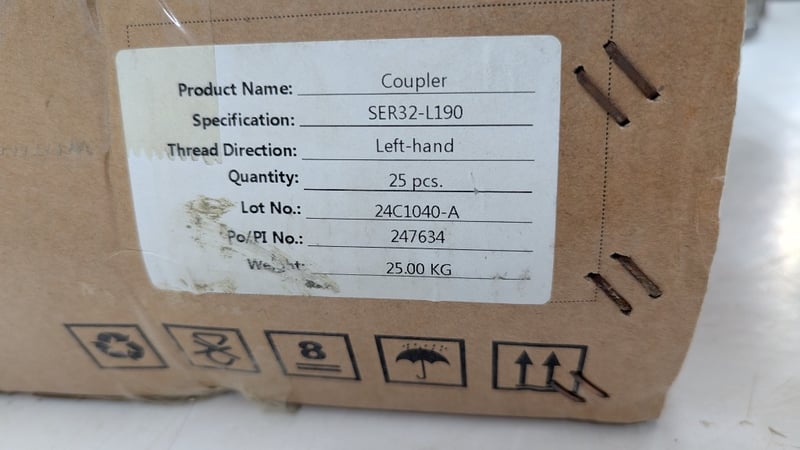 Product Name: Coupler
Specification: SER32-L190
Thread Direction: Left-hand
Quantity: 25 pcs.
Lot No.: 24C1040-A
Po/PI No.: 247634
Weight: 25.00 KG
8